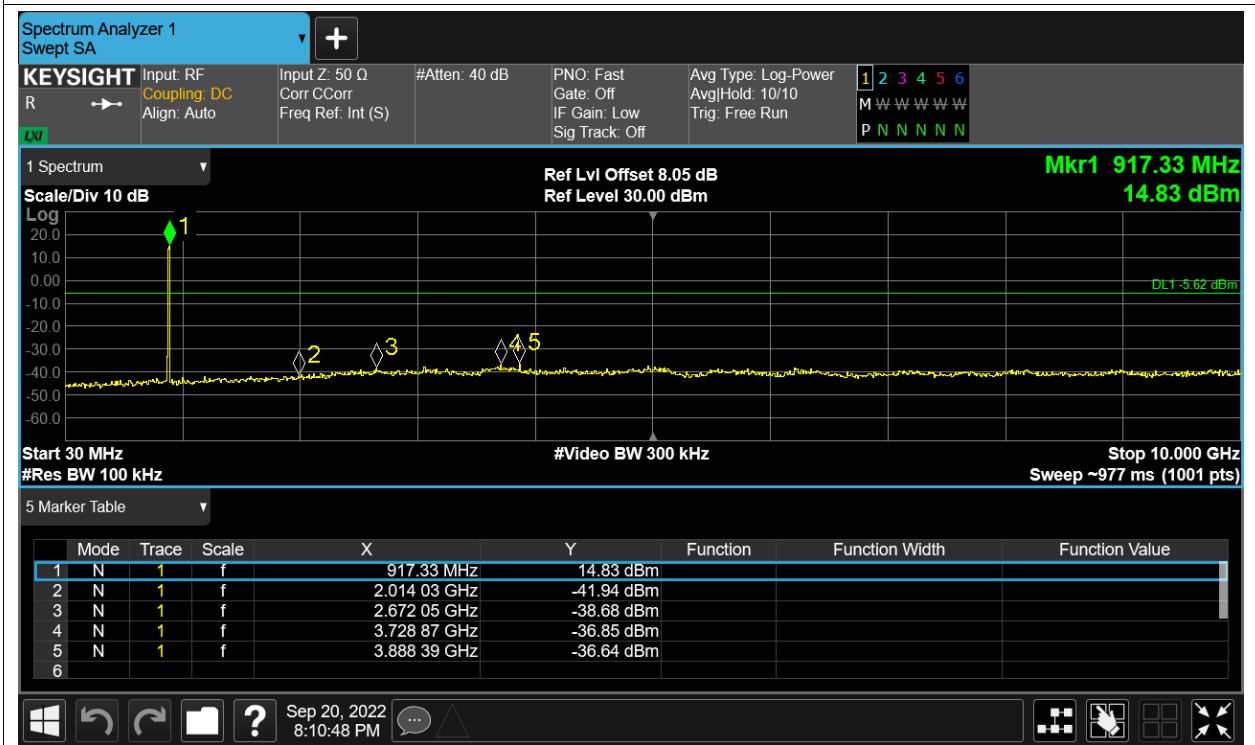 Spectrum Analyzer 1
Swept SA
+
KEYSIGHT Input: RF Input Z: 50 Ω #Atten: 40 dB PNO: Fast Avg Type: Log-Power 1 2 3 4 5 6
R Coupling: DC Corr CCorr Gate: Off Avg|Hold: 10/10 M W W W W W
Align: Auto Freq Ref: Int (S) IF Gain: Low Trig: Free Run
LXI Sig Track: Off P N N N N N
1 Spectrum Ref Lvl Offset 8.05 dB Mkr1 917.33 MHz
Scale/Div 10 dB Ref Level 30.00 dBm 14.83 dBm
Log
1
20.0
10.0
0.00
DL1 -5.62 dBm
-10.0
-20.0
-30.0
2 3 4 5
-40.0
-50.0
-60.0
Start 30 MHz #Video BW 300 kHz Stop 10.000 GHz
#Res BW 100 kHz Sweep ~977 ms (1001 pts)
5 Marker Table
Mode Trace Scale X Y Function Function Width Function Value
1 N 1 f 917.33 MHz 14.83 dBm
2 N 1 f 2.014 03 GHz -41.94 dBm
3 N 1 f 2.672 05 GHz -38.68 dBm
4 N 1 f 3.728 87 GHz -36.85 dBm
5 N 1 f 3.888 39 GHz -36.64 dBm
6
? Sep 20, 2022
8:10:48 PM